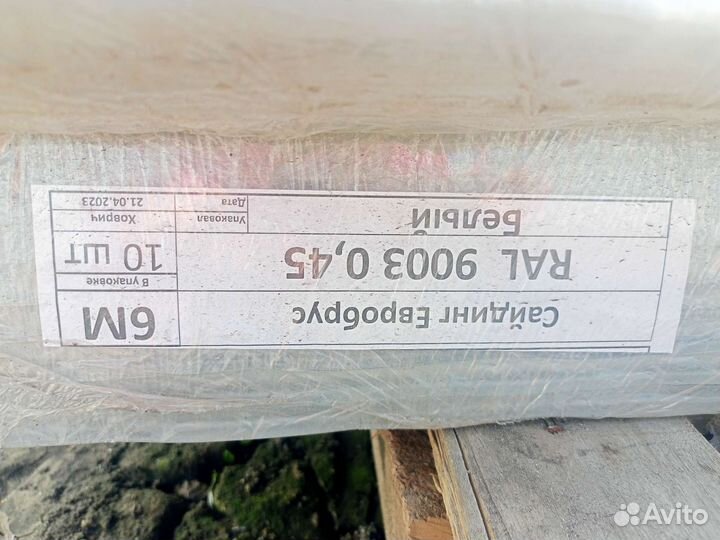 Сайдинг Евробрус
6М
RAL 9003 0,45
В упаковке
10 шт
Белый
Упаковал
Ховрич
Дата
21.04.2023
Avito